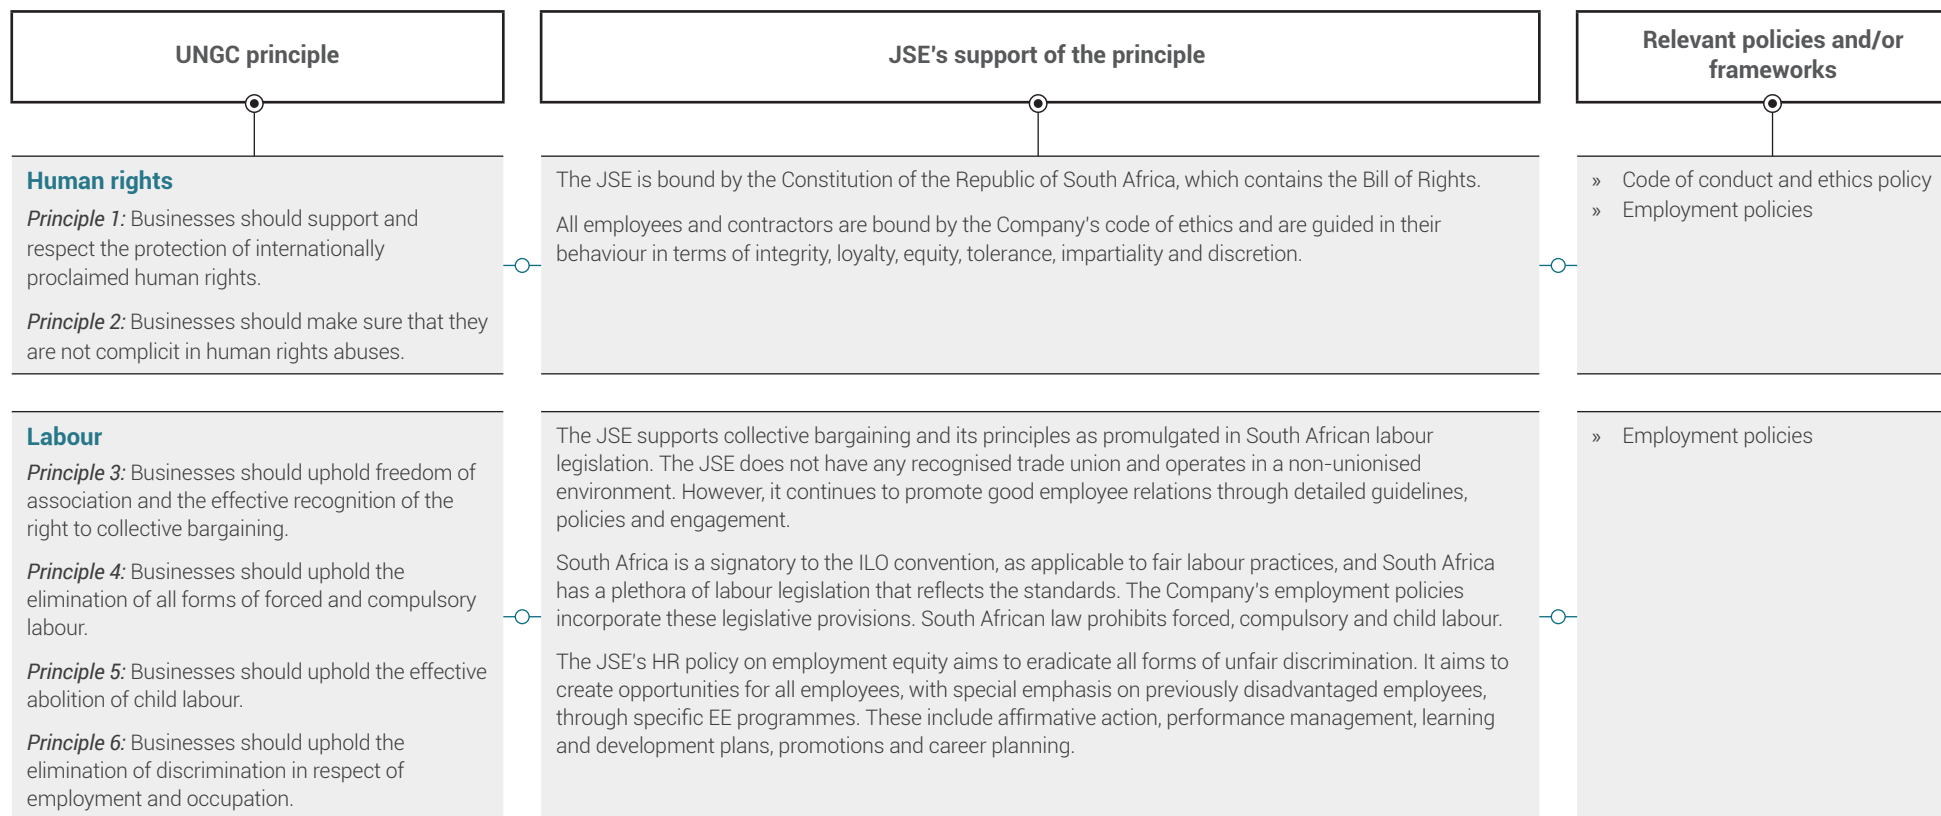 UNGC principle
JSE's support of the principle
Relevant policies and/or
frameworks
Human rights
Principle 1: Businesses should support and
respect the protection of internationally
proclaimed human rights.
Principle 2: Businesses should make sure that they
are not complicit in human rights abuses.
The JSE is bound by the Constitution of the Republic of South Africa, which contains the Bill of Rights.
All employees and contractors are bound by the Company's code of ethics and are guided in their
behaviour in terms of integrity, loyalty, equity, tolerance, impartiality and discretion.
» Code of conduct and ethics policy
» Employment policies
Labour
Principle 3: Businesses should uphold freedom of
association and the effective recognition of the
right to collective bargaining.
Principle 4: Businesses should uphold the
elimination of all forms of forced and compulsory
labour.
Principle 5: Businesses should uphold the effective
abolition of child labour.
Principle 6: Businesses should uphold the
elimination of discrimination in respect of
employment and occupation.
The JSE supports collective bargaining and its principles as promulgated in South African labour
legislation. The JSE does not have any recognised trade union and operates in a non-unionised
environment. However, it continues to promote good employee relations through detailed guidelines,
policies and engagement.
South Africa is a signatory to the ILO convention, as applicable to fair labour practices, and South Africa
has a plethora of labour legislation that reflects the standards. The Company's employment policies
incorporate these legislative provisions. South African law prohibits forced, compulsory and child labour.
The JSE's HR policy on employment equity aims to eradicate all forms of unfair discrimination. It aims to
create opportunities for all employees, with special emphasis on previously disadvantaged employees,
through specific EE programmes. These include affirmative action, performance management, learning
and development plans, promotions and career planning.
» Employment policies